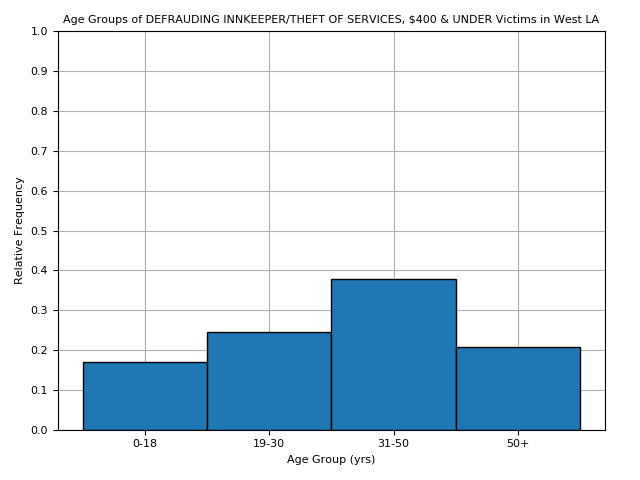 Age Groups of DEFRAUDING INNKEEPER/THEFT OF SERVICES, $400 & UNDER Victims in West LA
1.0
0.9
0.8
0.7
0.6
0.5
0.4
0.3
0.2
0.1
0.0
Relative Frequency
0-18 19-30 31-50 50+
Age Group (yrs)